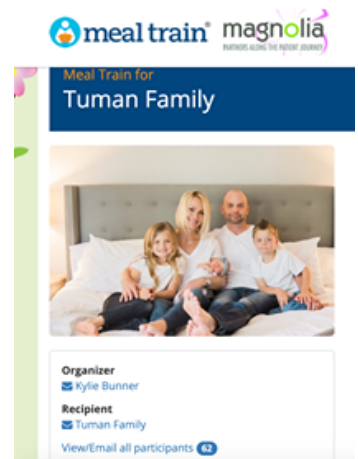 meal train® magnolia
PARTNERS ALONG THE PATIENT JOURNEY
Meal Train for
Tuman Family
Organizer
Kylie Bunner
Recipient
Tuman Family
View/Email all participants 62